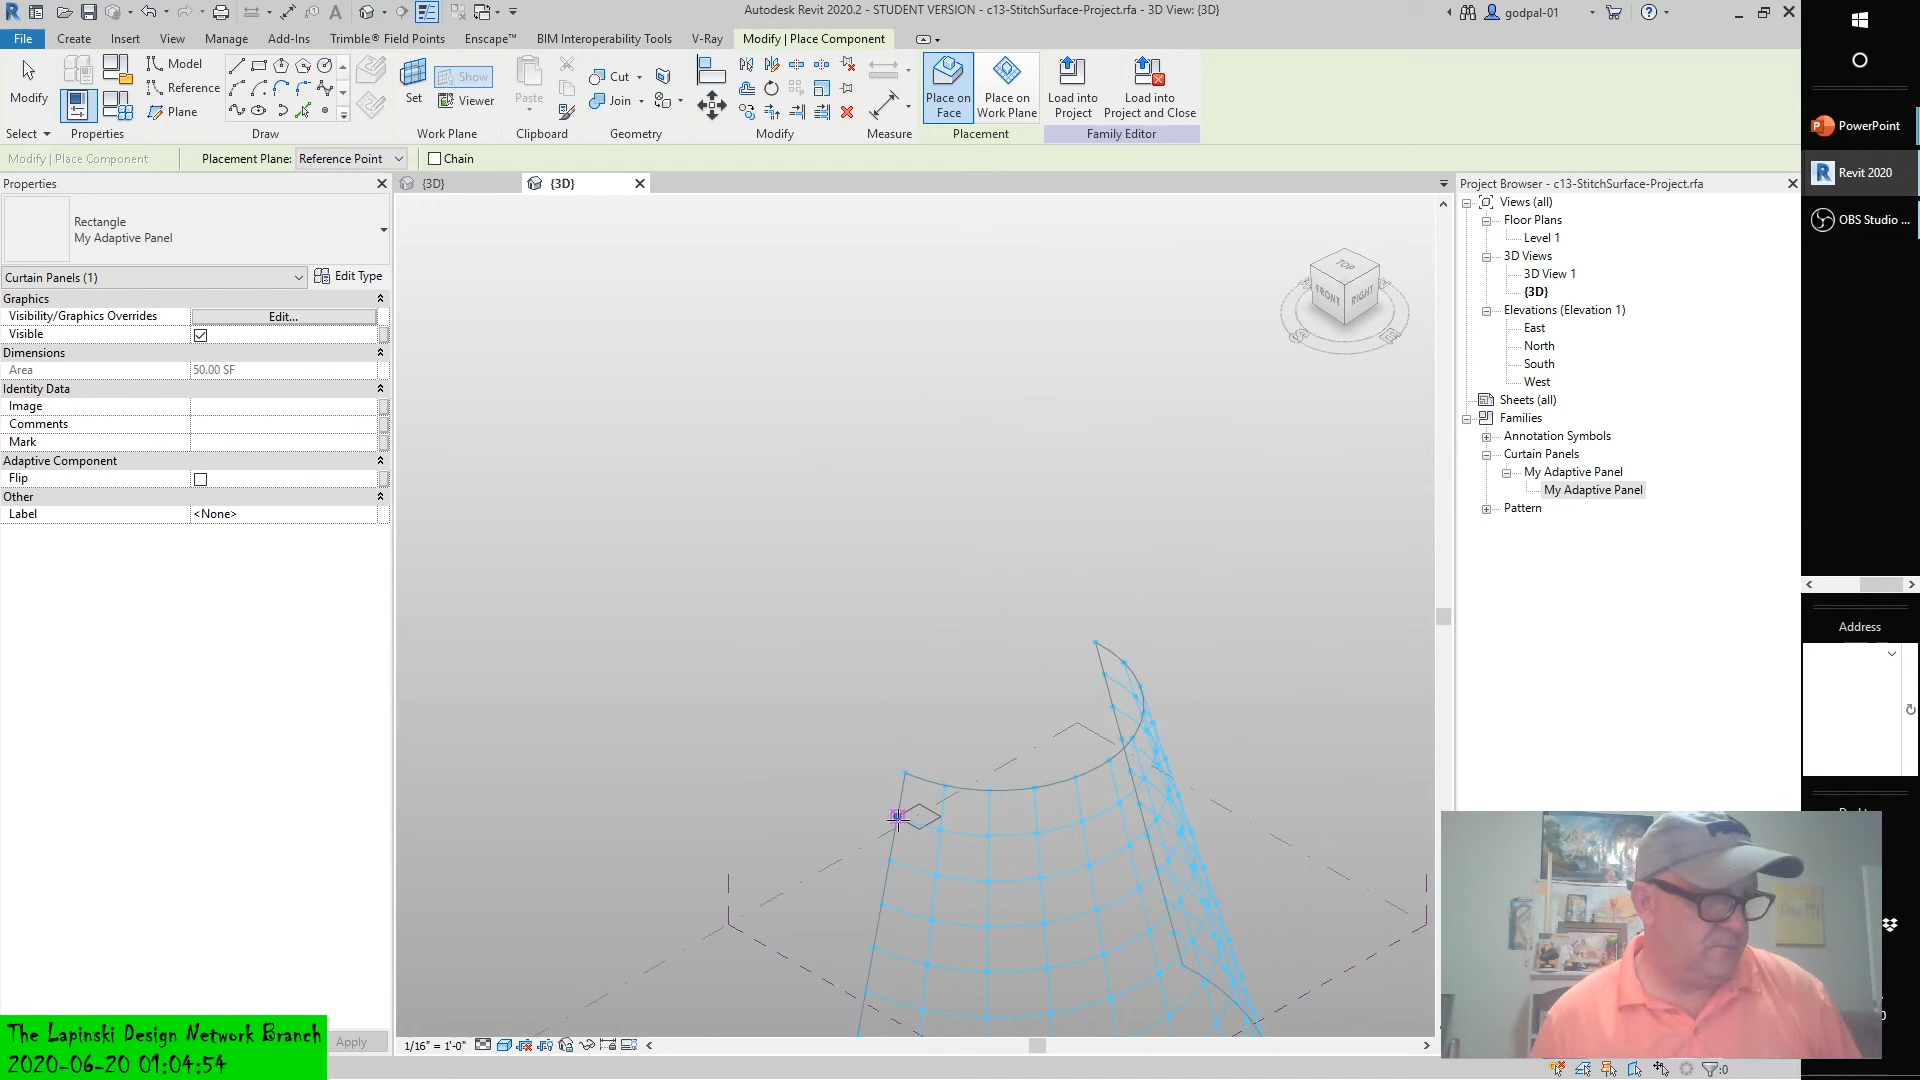 Autodesk Revit 2020.2 - STUDENT VERSION - c13-StitchSurface-Project.rfa - 3D View: {3D}
godpal-01
File Create Insert View Manage Add-Ins Trimble® Field Points Enscape™ BIM Interoperability Tools V-Ray Modify | Place Component
Modify
Model
Reference
Plane
Set
Show
Viewer
Paste
Cut
Join
Place on
Face
Place on
Work Plane
Load into
Project
Load into
Project and Close
Select Properties Draw Work Plane Clipboard Geometry Modify Measure Placement Family Editor
Modify | Place Component Placement Plane: Reference Point Chain
Properties
{3D}
{3D}
Rectangle
My Adaptive Panel
Curtain Panels (1) Edit Type
Graphics
Visibility/Graphics Overrides Edit...
Visible
Dimensions
Area 50.00 SF
Identity Data
Image
Comments
Mark
Adaptive Component
Flip
Other
Label <None>
Apply
TOP
FRONT
RIGHT
Project Browser - c13-StitchSurface-Project.rfa
Views (all)
Floor Plans
Level 1
3D Views
3D View 1
{3D}
Elevations (Elevation 1)
East
North
South
West
Sheets (all)
Families
Annotation Symbols
Curtain Panels
My Adaptive Panel
My Adaptive Panel
Pattern
PowerPoint
Revit 2020
OBS Studio ...
Address
1/16" = 1'-0"
:0
The Lapinski Design Network Branch
2020-06-20 01:04:54